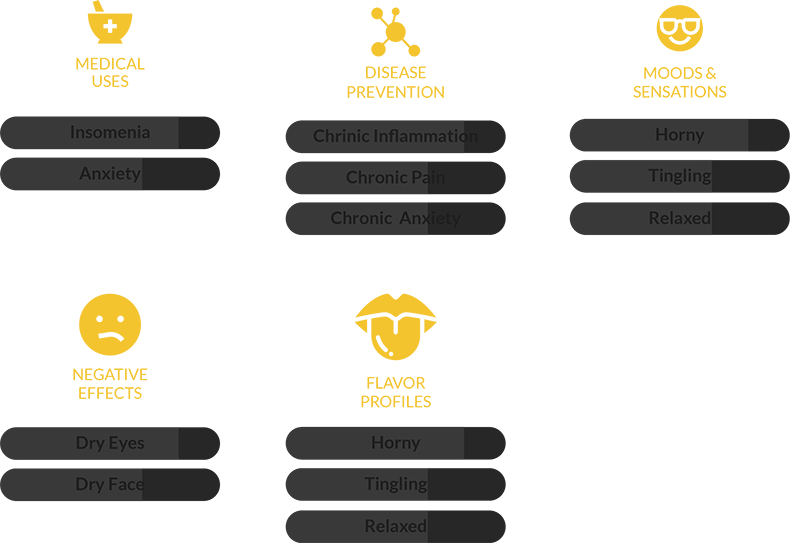 MEDICAL
USES
Insomenia
Anxiety
DISEASE
PREVENTION
Chrinic Inflammation
Chronic Pain
Chronic Anxiety
MOODS &
SENSATIONS
Horny
Tingling
Relaxed
NEGATIVE
EFFECTS
Dry Eyes
Dry Face
FLAVOR
PROFILES
Horny
Tingling
Relaxed